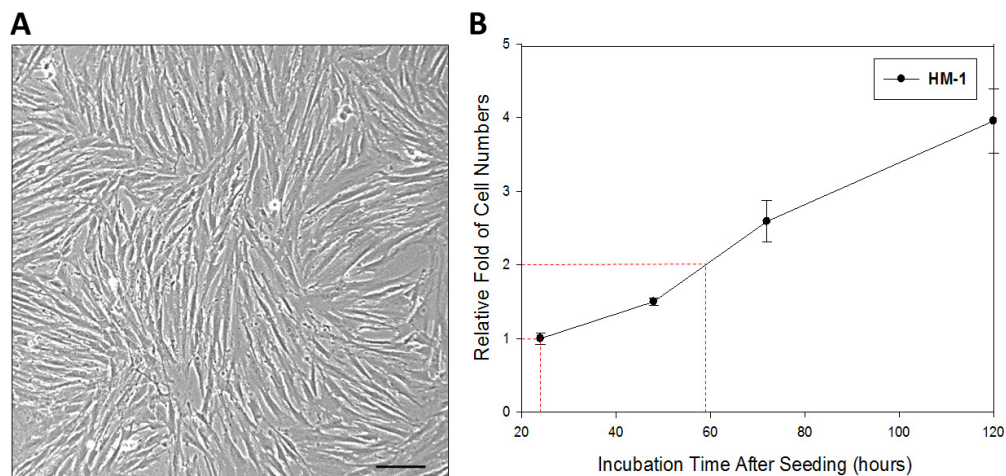 A
B
5
4
3
2
1
0
Relative Fold of Cell Numbers
HM-1
20
40
60
80
100
120
Incubation Time After Seeding (hours)